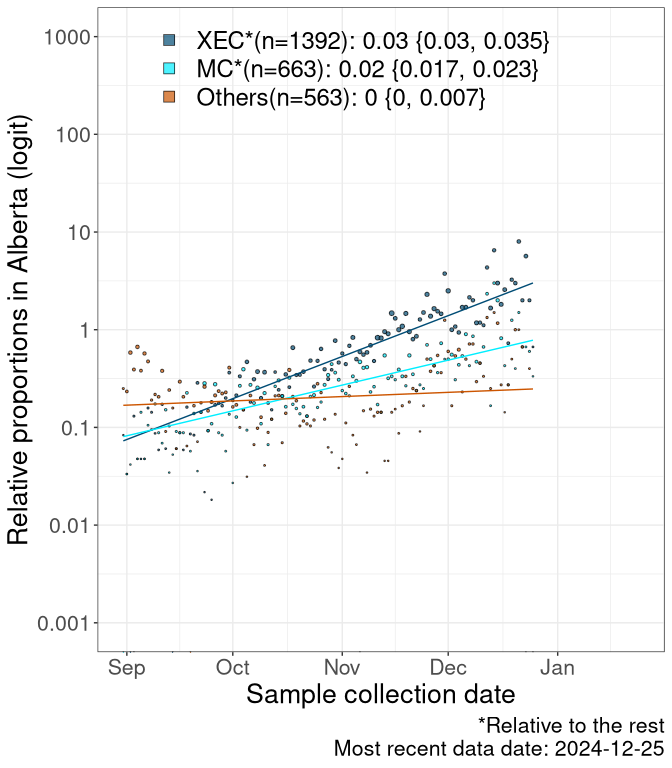 XEC*(n=1392): 0.03 {0.03, 0.035}
MC*(n=663): 0.02 {0.017, 0.023}
Others(n=563): 0 {0, 0.007}
Relative proportions in Alberta (logit)
1000
100
10
1
0.1
0.01
0.001
Sep Oct Nov Dec Jan
Sample collection date
*Relative to the rest
Most recent data date: 2024-12-25